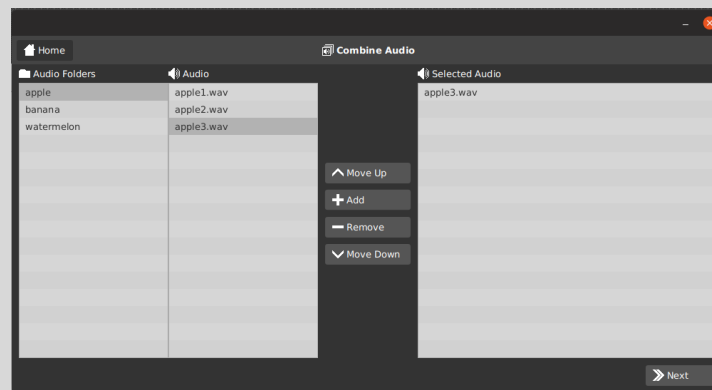 Home
Combine Audio
Audio Folders
Audio
Selected Audio
apple
apple1.wav
apple3.wav
banana
apple2.wav
watermelon
apple3.wav
Move Up
Add
Remove
Move Down
Next